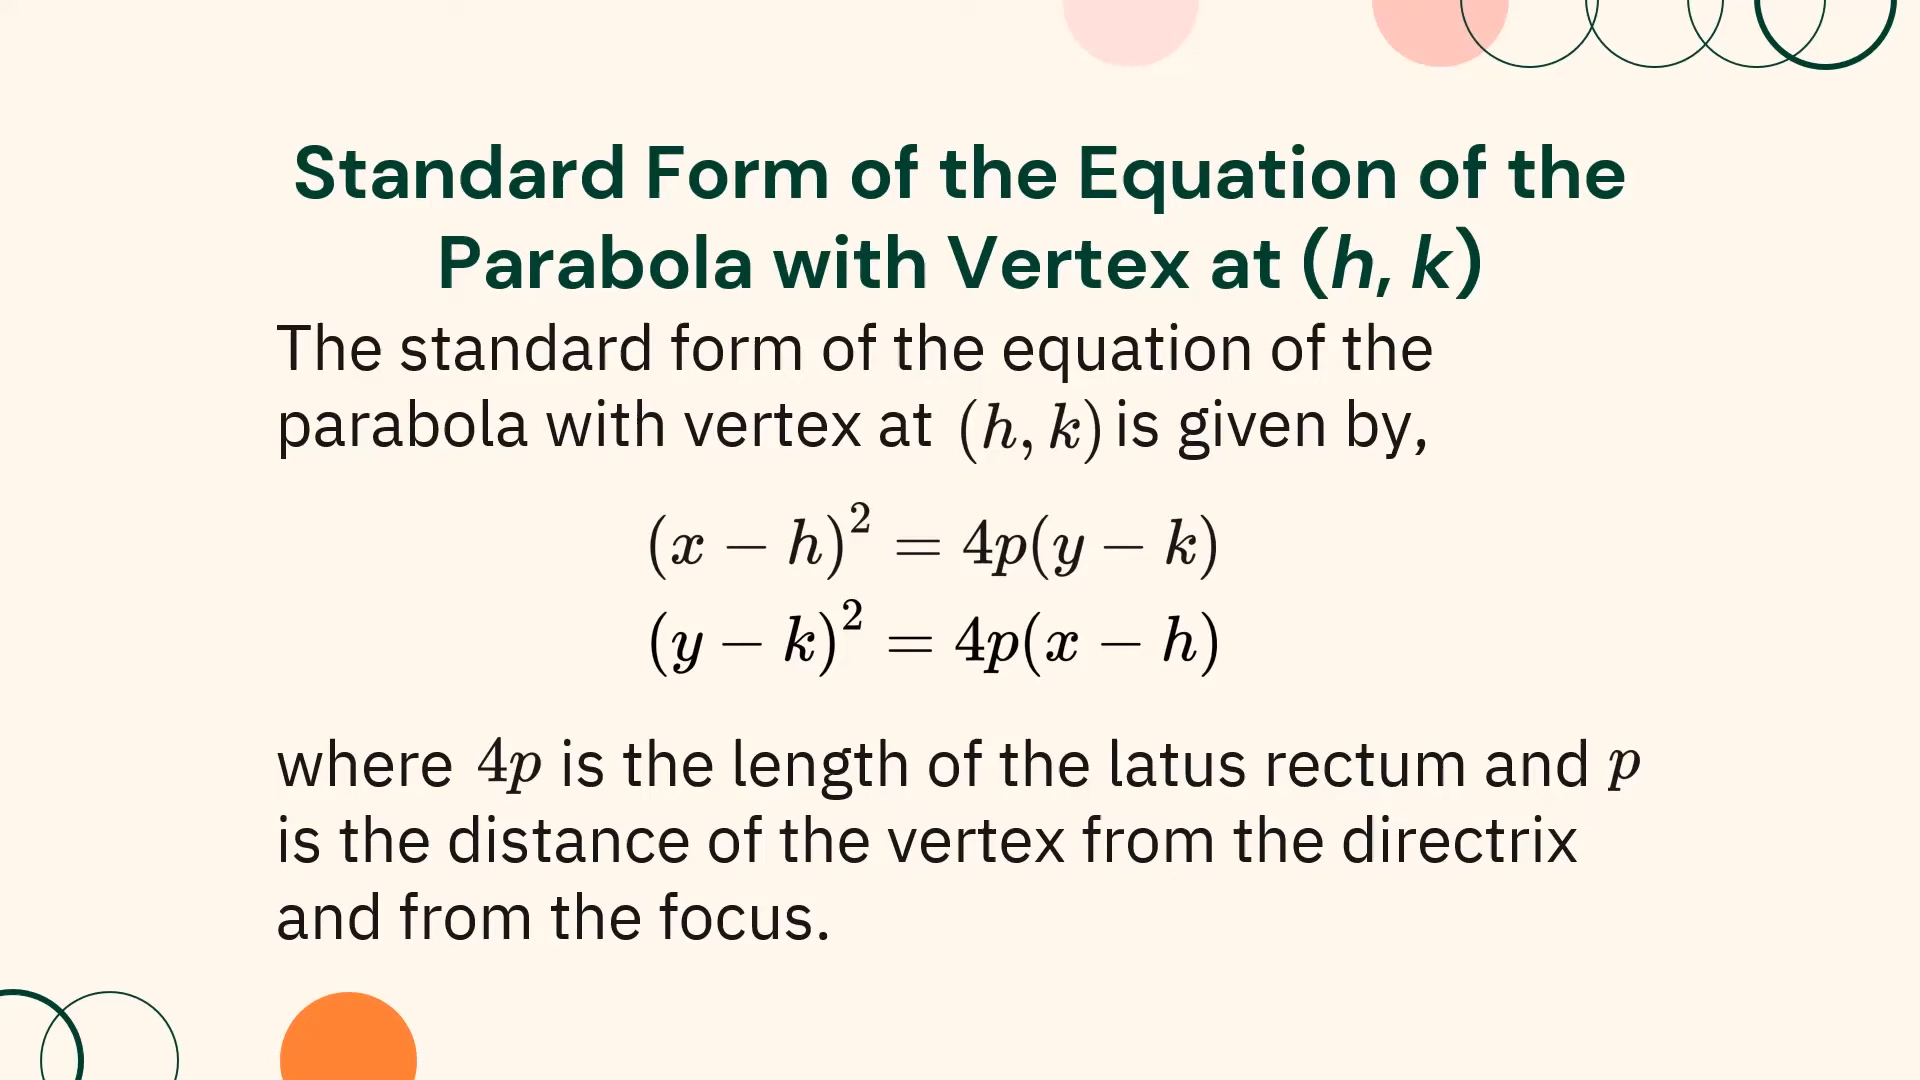 Standard Form of the Equation of the
Parabola with Vertex at (h, k)
The standard form of the equation of the
parabola with vertex at (h, k) is given by,
(x − h)² = 4p(y − k)
(y − k)² = 4p(x − h)
where 4p is the length of the latus rectum and p
is the distance of the vertex from the directrix
and from the focus.